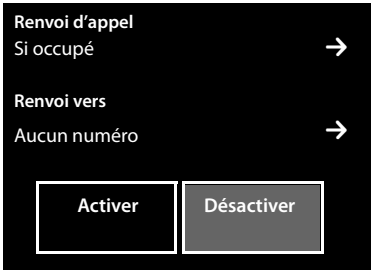 Renvoi d’appel
Si occupé
Renvoi vers
Aucun numéro
Activer Désactiver